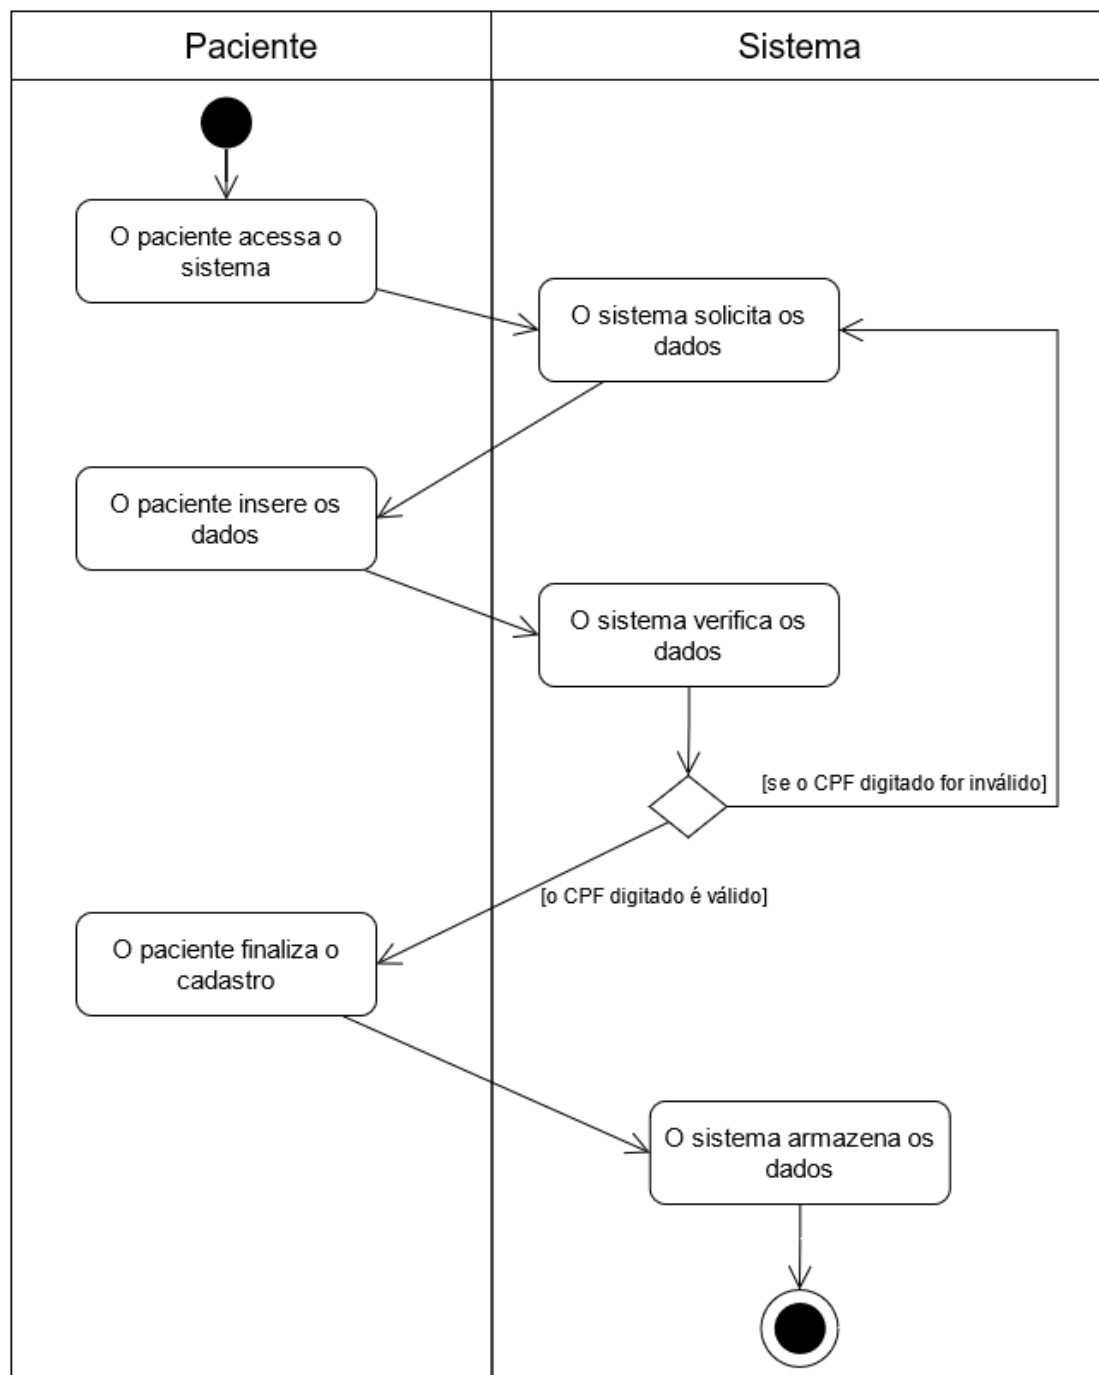 Paciente
Sistema
O paciente acessa o
sistema
O sistema solicita os
dados
O paciente insere os
dados
O sistema verifica os
dados
[se o CPF digitado for inválido]
[o CPF digitado é válido]
O paciente finaliza o
cadastro
O sistema armazena os
dados